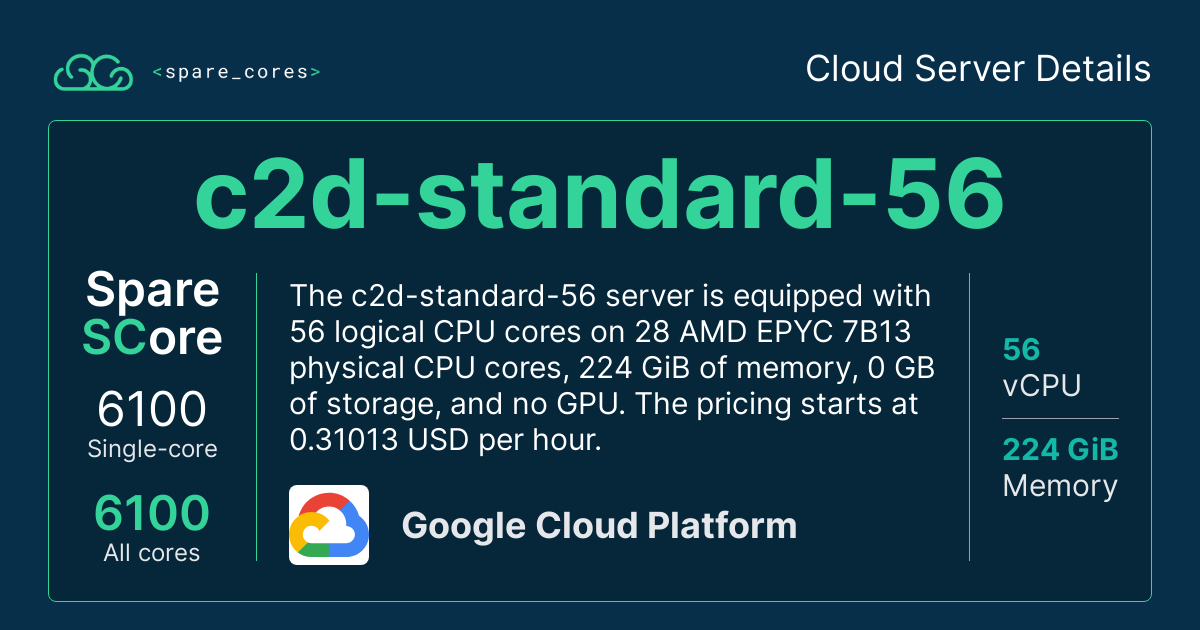 <spare_cores>
Cloud Server Details
c2d-standard-56
Spare
SCore
6100
Single-core
6100
All cores
The c2d-standard-56 server is equipped with
56 logical CPU cores on 28 AMD EPYC 7B13
physical CPU cores, 224 GiB of memory, 0 GB
of storage, and no GPU. The pricing starts at
0.31013 USD per hour.
Google Cloud Platform
56
vCPU
224 GiB
Memory